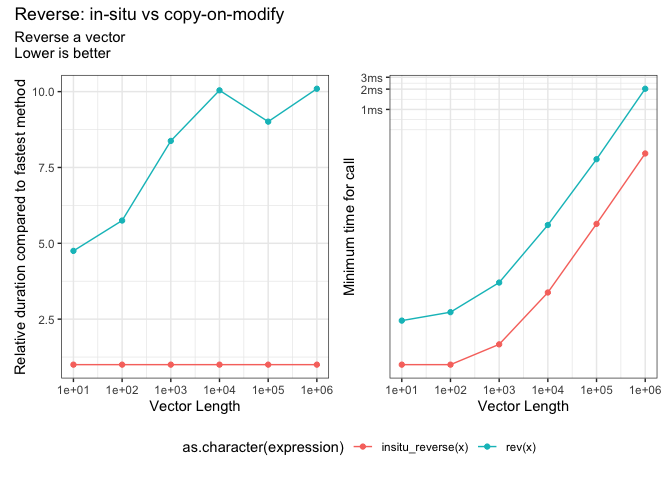 Reverse: in-situ vs copy-on-modify
Reverse a vector
Lower is better
Relative duration compared to fastest method
10.0
7.5
5.0
2.5
1e+01 1e+02 1e+03 1e+04 1e+05 1e+06
Vector Length
Minimum time for call
3ms
2ms
1ms
1e+01 1e+02 1e+03 1e+04 1e+05 1e+06
Vector Length
as.character(expression) insitu_reverse(x) rev(x)